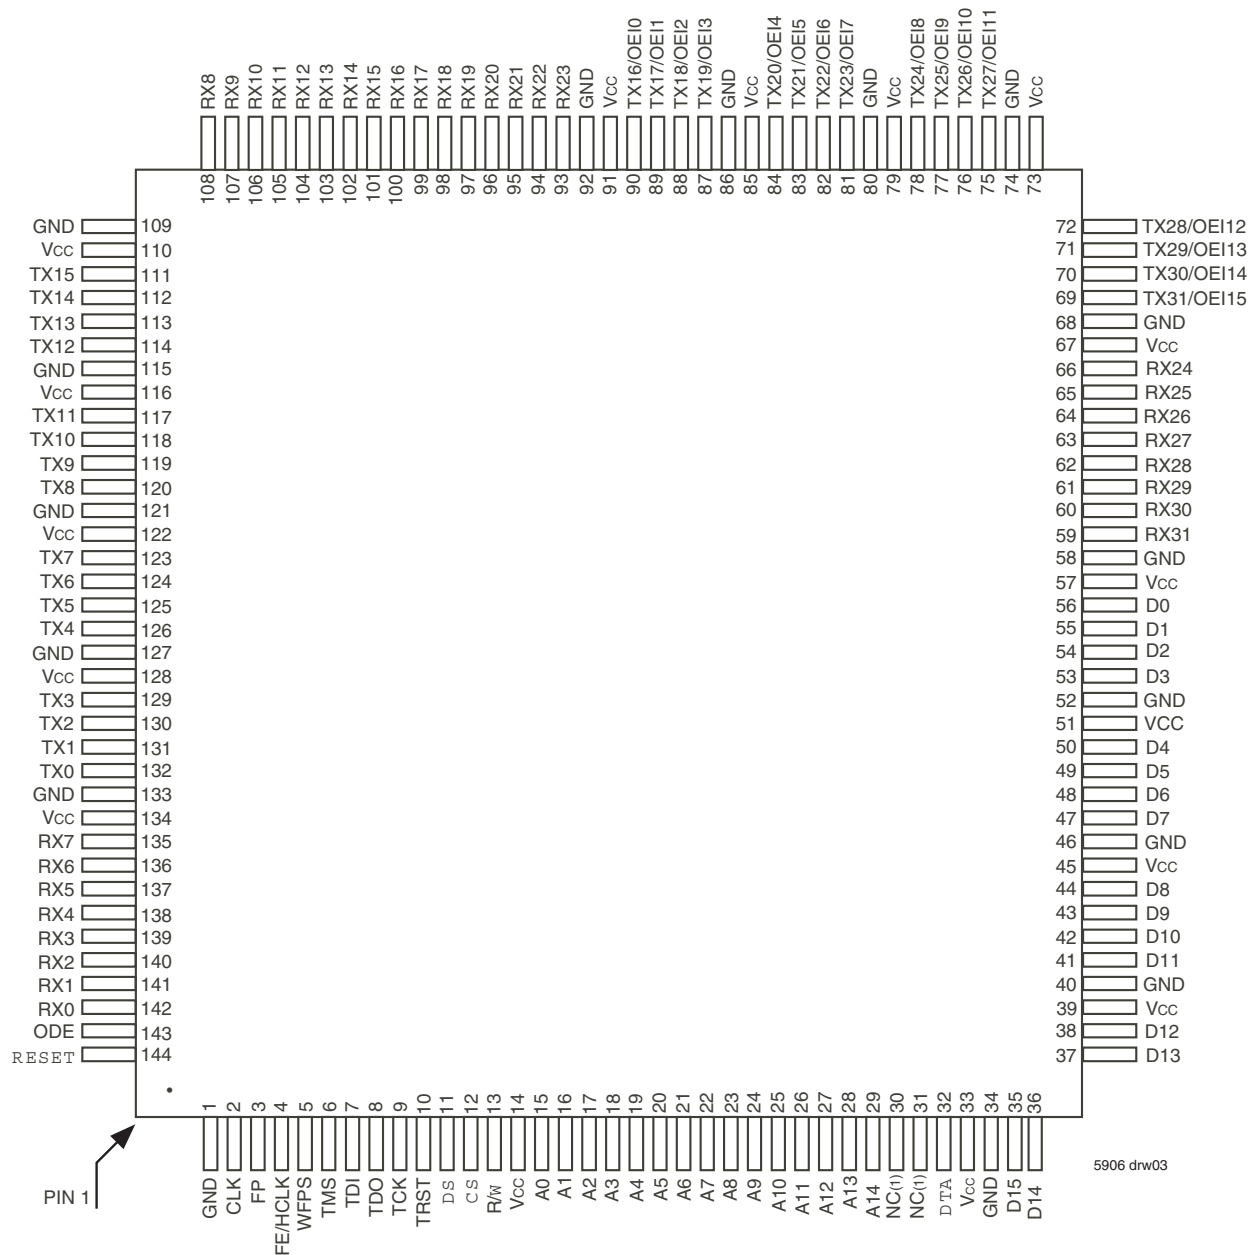 RX8
RX9
RX10
RX11
RX12
RX13
RX14
RX15
RX16
RX17
RX18
RX19
RX20
RX21
RX22
RX23
GND
Vcc
TX16/OEI0
TX17/OEI1
TX18/OEI2
TX19/OEI3
GND
Vcc
TX20/OEI4
TX21/OEI5
TX22/OEI6
TX23/OEI7
GND
Vcc
TX24/OEI8
TX25/OEI9
TX26/OEI10
TX27/OEI11
GND
Vcc
108
107
106
105
104
103
102
101
100
99
98
97
96
95
94
93
92
91
90
89
88
87
86
85
84
83
82
81
80
79
78
77
76
75
74
73
GND 109
Vcc 110
TX15 111
TX14 112
TX13 113
TX12 114
GND 115
Vcc 116
TX11 117
TX10 118
TX9 119
TX8 120
GND 121
Vcc 122
TX7 123
TX6 124
TX5 125
TX4 126
GND 127
Vcc 128
TX3 129
TX2 130
TX1 131
TX0 132
GND 133
Vcc 134
RX7 135
RX6 136
RX5 137
RX4 138
RX3 139
RX2 140
RX1 141
RX0 142
ODE 143
RESET 144
72 TX28/OEI12
71 TX29/OEI13
70 TX30/OEI14
69 TX31/OEI15
68 GND
67 Vcc
66 RX24
65 RX25
64 RX26
63 RX27
62 RX28
61 RX29
60 RX30
59 RX31
58 GND
57 Vcc
56 D0
55 D1
54 D2
53 D3
52 GND
51 VCC
50 D4
49 D5
48 D6
47 D7
46 GND
45 Vcc
44 D8
43 D9
42 D10
41 D11
40 GND
39 Vcc
38 D12
37 D13
1
2
3
4
5
6
7
8
9
10
11
12
13
14
15
16
17
18
19
20
21
22
23
24
25
26
27
28
29
30
31
32
33
34
35
36
GND
CLK
FP
FE/HCLK
WFPS
TMS
TDI
TDO
TCK
TRST
DS
CS
R/W
Vcc
A0
A1
A2
A3
A4
A5
A6
A7
A8
A9
A10
A11
A12
A13
A14
NC(1)
NC(1)
DTA
Vcc
GND
D15
D14
PIN 1
5906 drw03